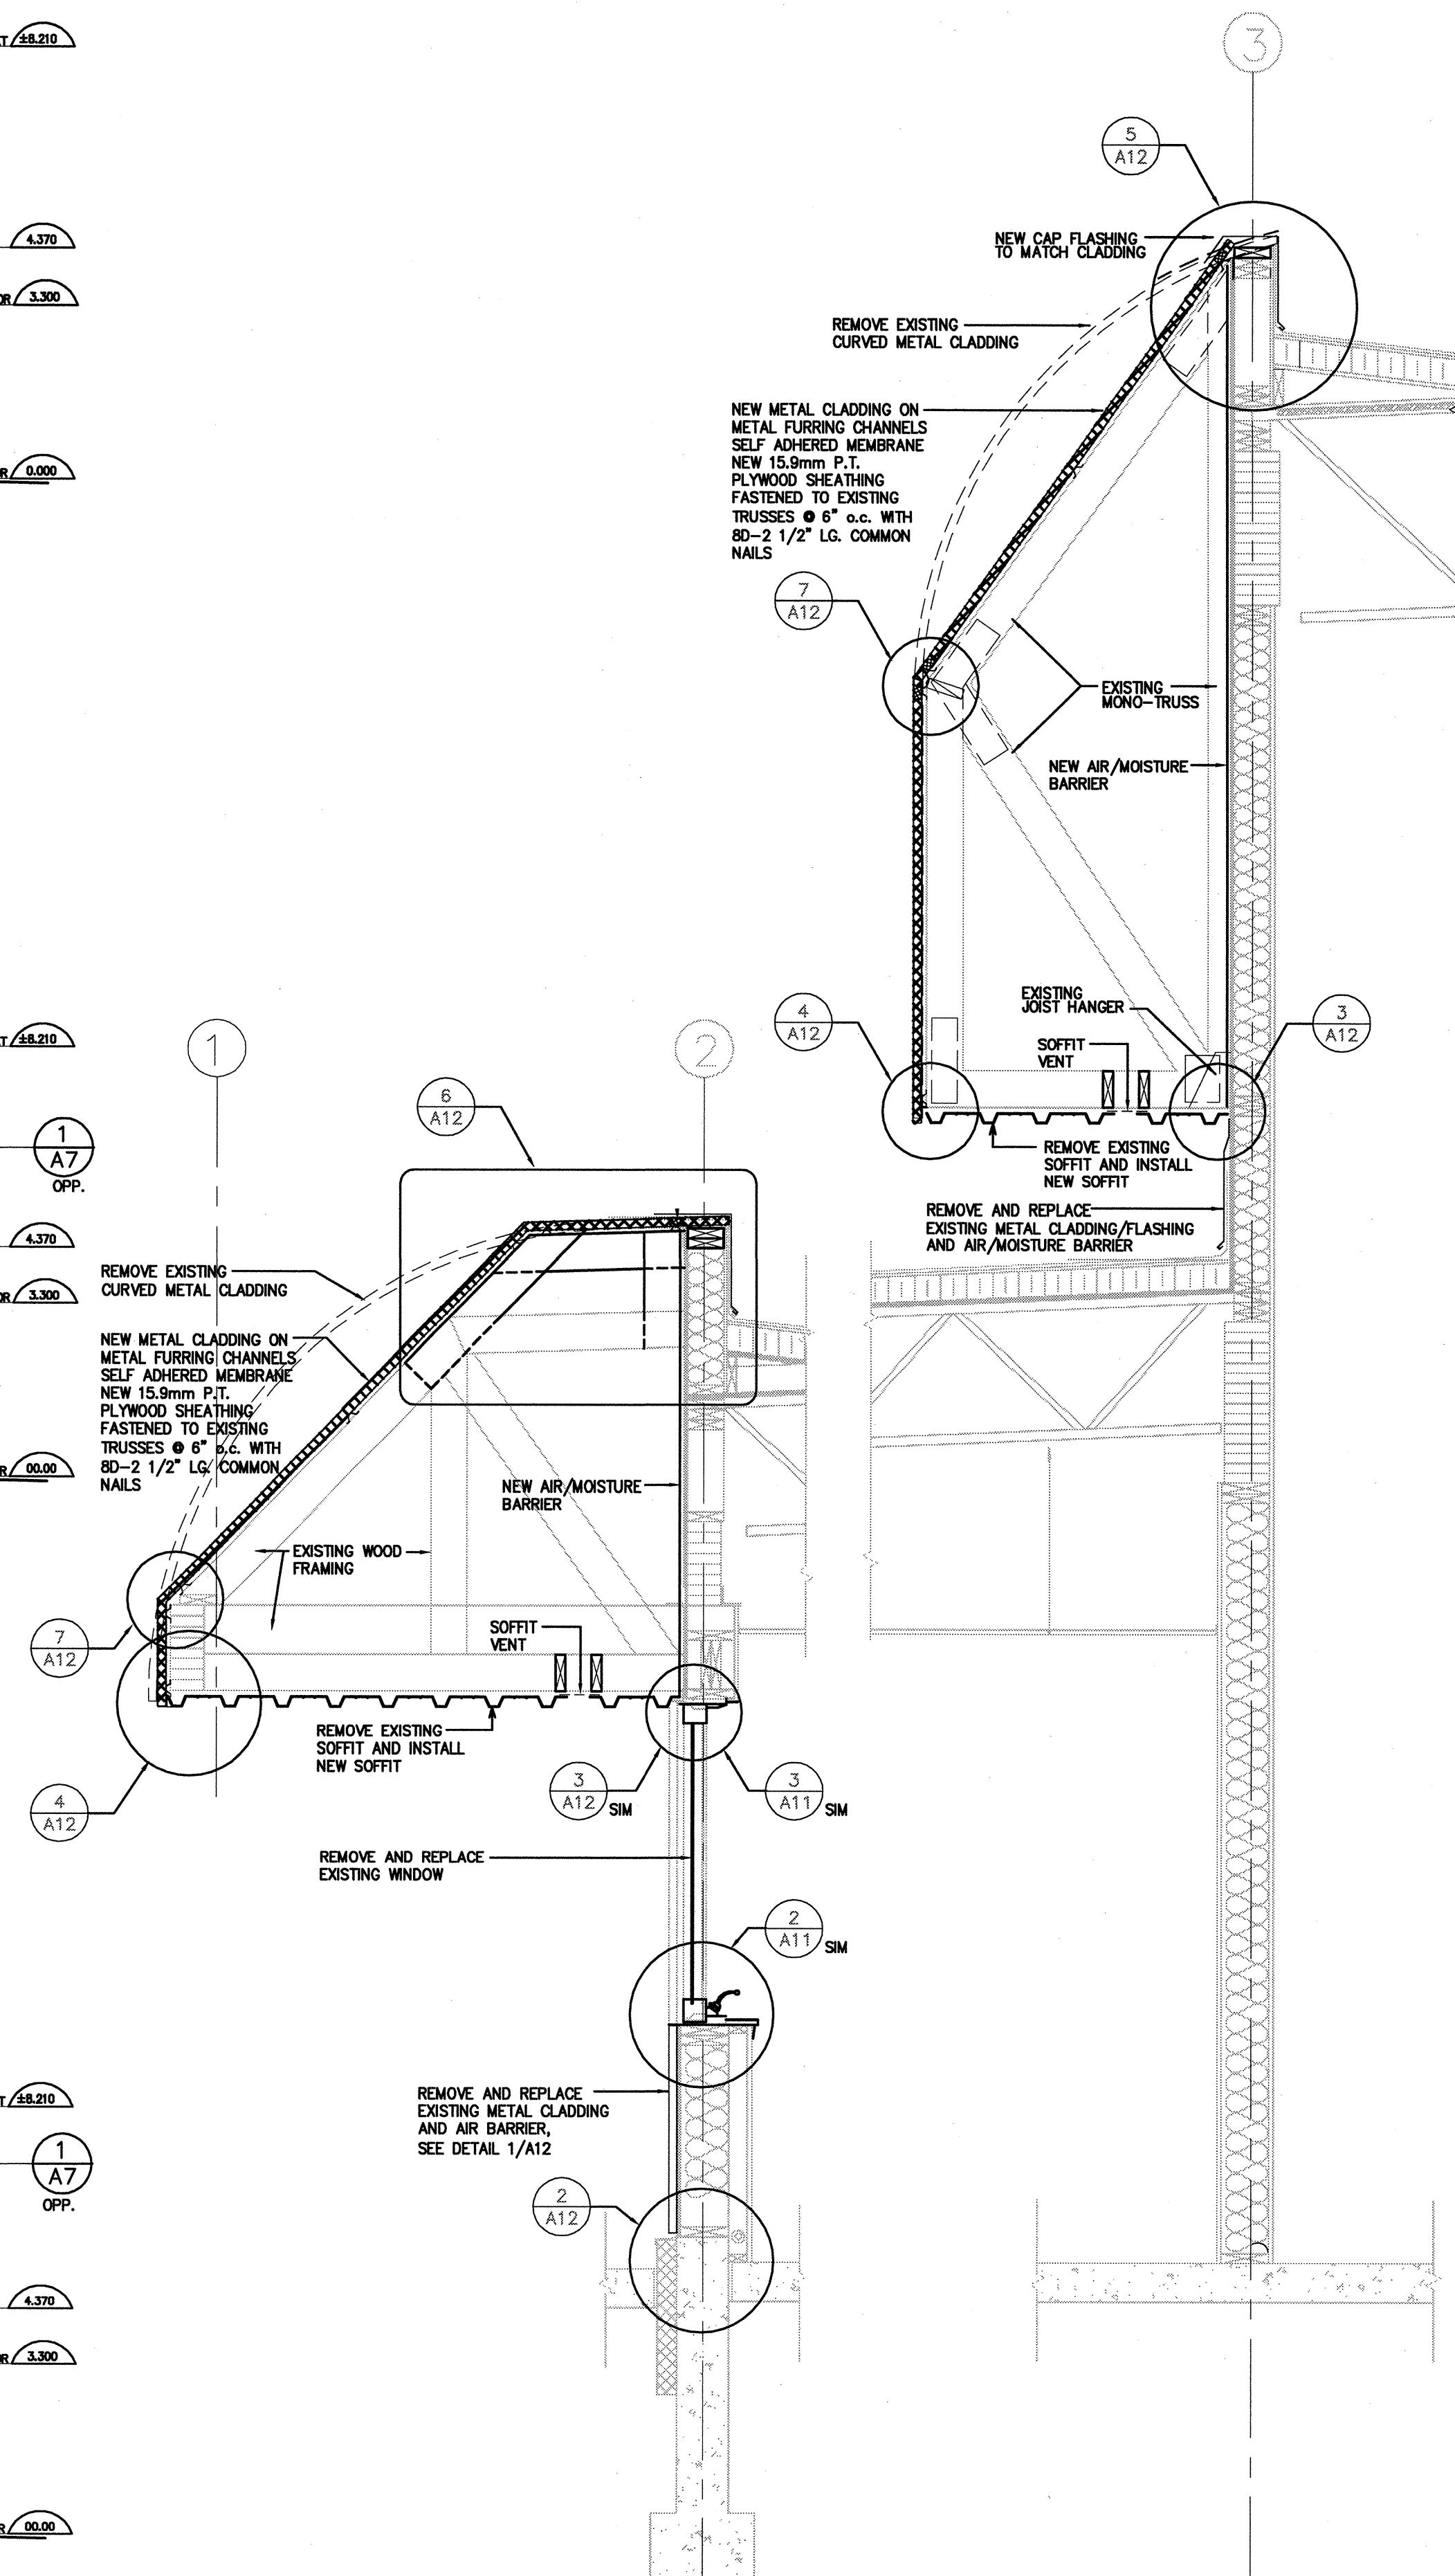 T ±8.210
3
5
A12
4.370
NEW CAP FLASHING
TO MATCH CLADDING
OR 3.300
REMOVE EXISTING
CURVED METAL CLADDING
NEW METAL CLADDING ON
METAL FURRING CHANNELS
SELF ADHERED MEMBRANE
NEW 15.9mm P.T.
PLYWOOD SHEATHING
FASTENED TO EXISTING
TRUSSES @ 6" o.c. WITH
8D-2 1/2" LG. COMMON
NAILS
R 0.000
7
A12
EXISTING
MONO-TRUSS
NEW AIR/MOISTURE
BARRIER
EXISTING
JOIST HANGER
4
A12
3
A12
SOFFIT
VENT
T ±8.210
1
2
6
A12
1
A7
OPP.
REMOVE EXISTING
SOFFIT AND INSTALL
NEW SOFFIT
REMOVE AND REPLACE
EXISTING METAL CLADDING/FLASHING
AND AIR/MOISTURE BARRIER
4.370
REMOVE EXISTING
CURVED METAL CLADDING
OR 3.300
NEW METAL CLADDING ON
METAL FURRING CHANNELS
SELF ADHERED MEMBRANE
NEW 15.9mm P.T.
PLYWOOD SHEATHING
FASTENED TO EXISTING
TRUSSES @ 6" o.c. WITH
8D-2 1/2" LG. COMMON
NAILS
R 00.00
NEW AIR/MOISTURE
BARRIER
EXISTING WOOD
FRAMING
7
A12
SOFFIT
VENT
REMOVE EXISTING
SOFFIT AND INSTALL
NEW SOFFIT
4
A12
3
A12 SIM
3
A11 SIM
REMOVE AND REPLACE
EXISTING WINDOW
2
A11 SIM
T ±8.210
REMOVE AND REPLACE
EXISTING METAL CLADDING
AND AIR BARRIER,
SEE DETAIL 1/A12
1
A7
OPP.
2
A12
4.370
OR 3.300
R 00.00